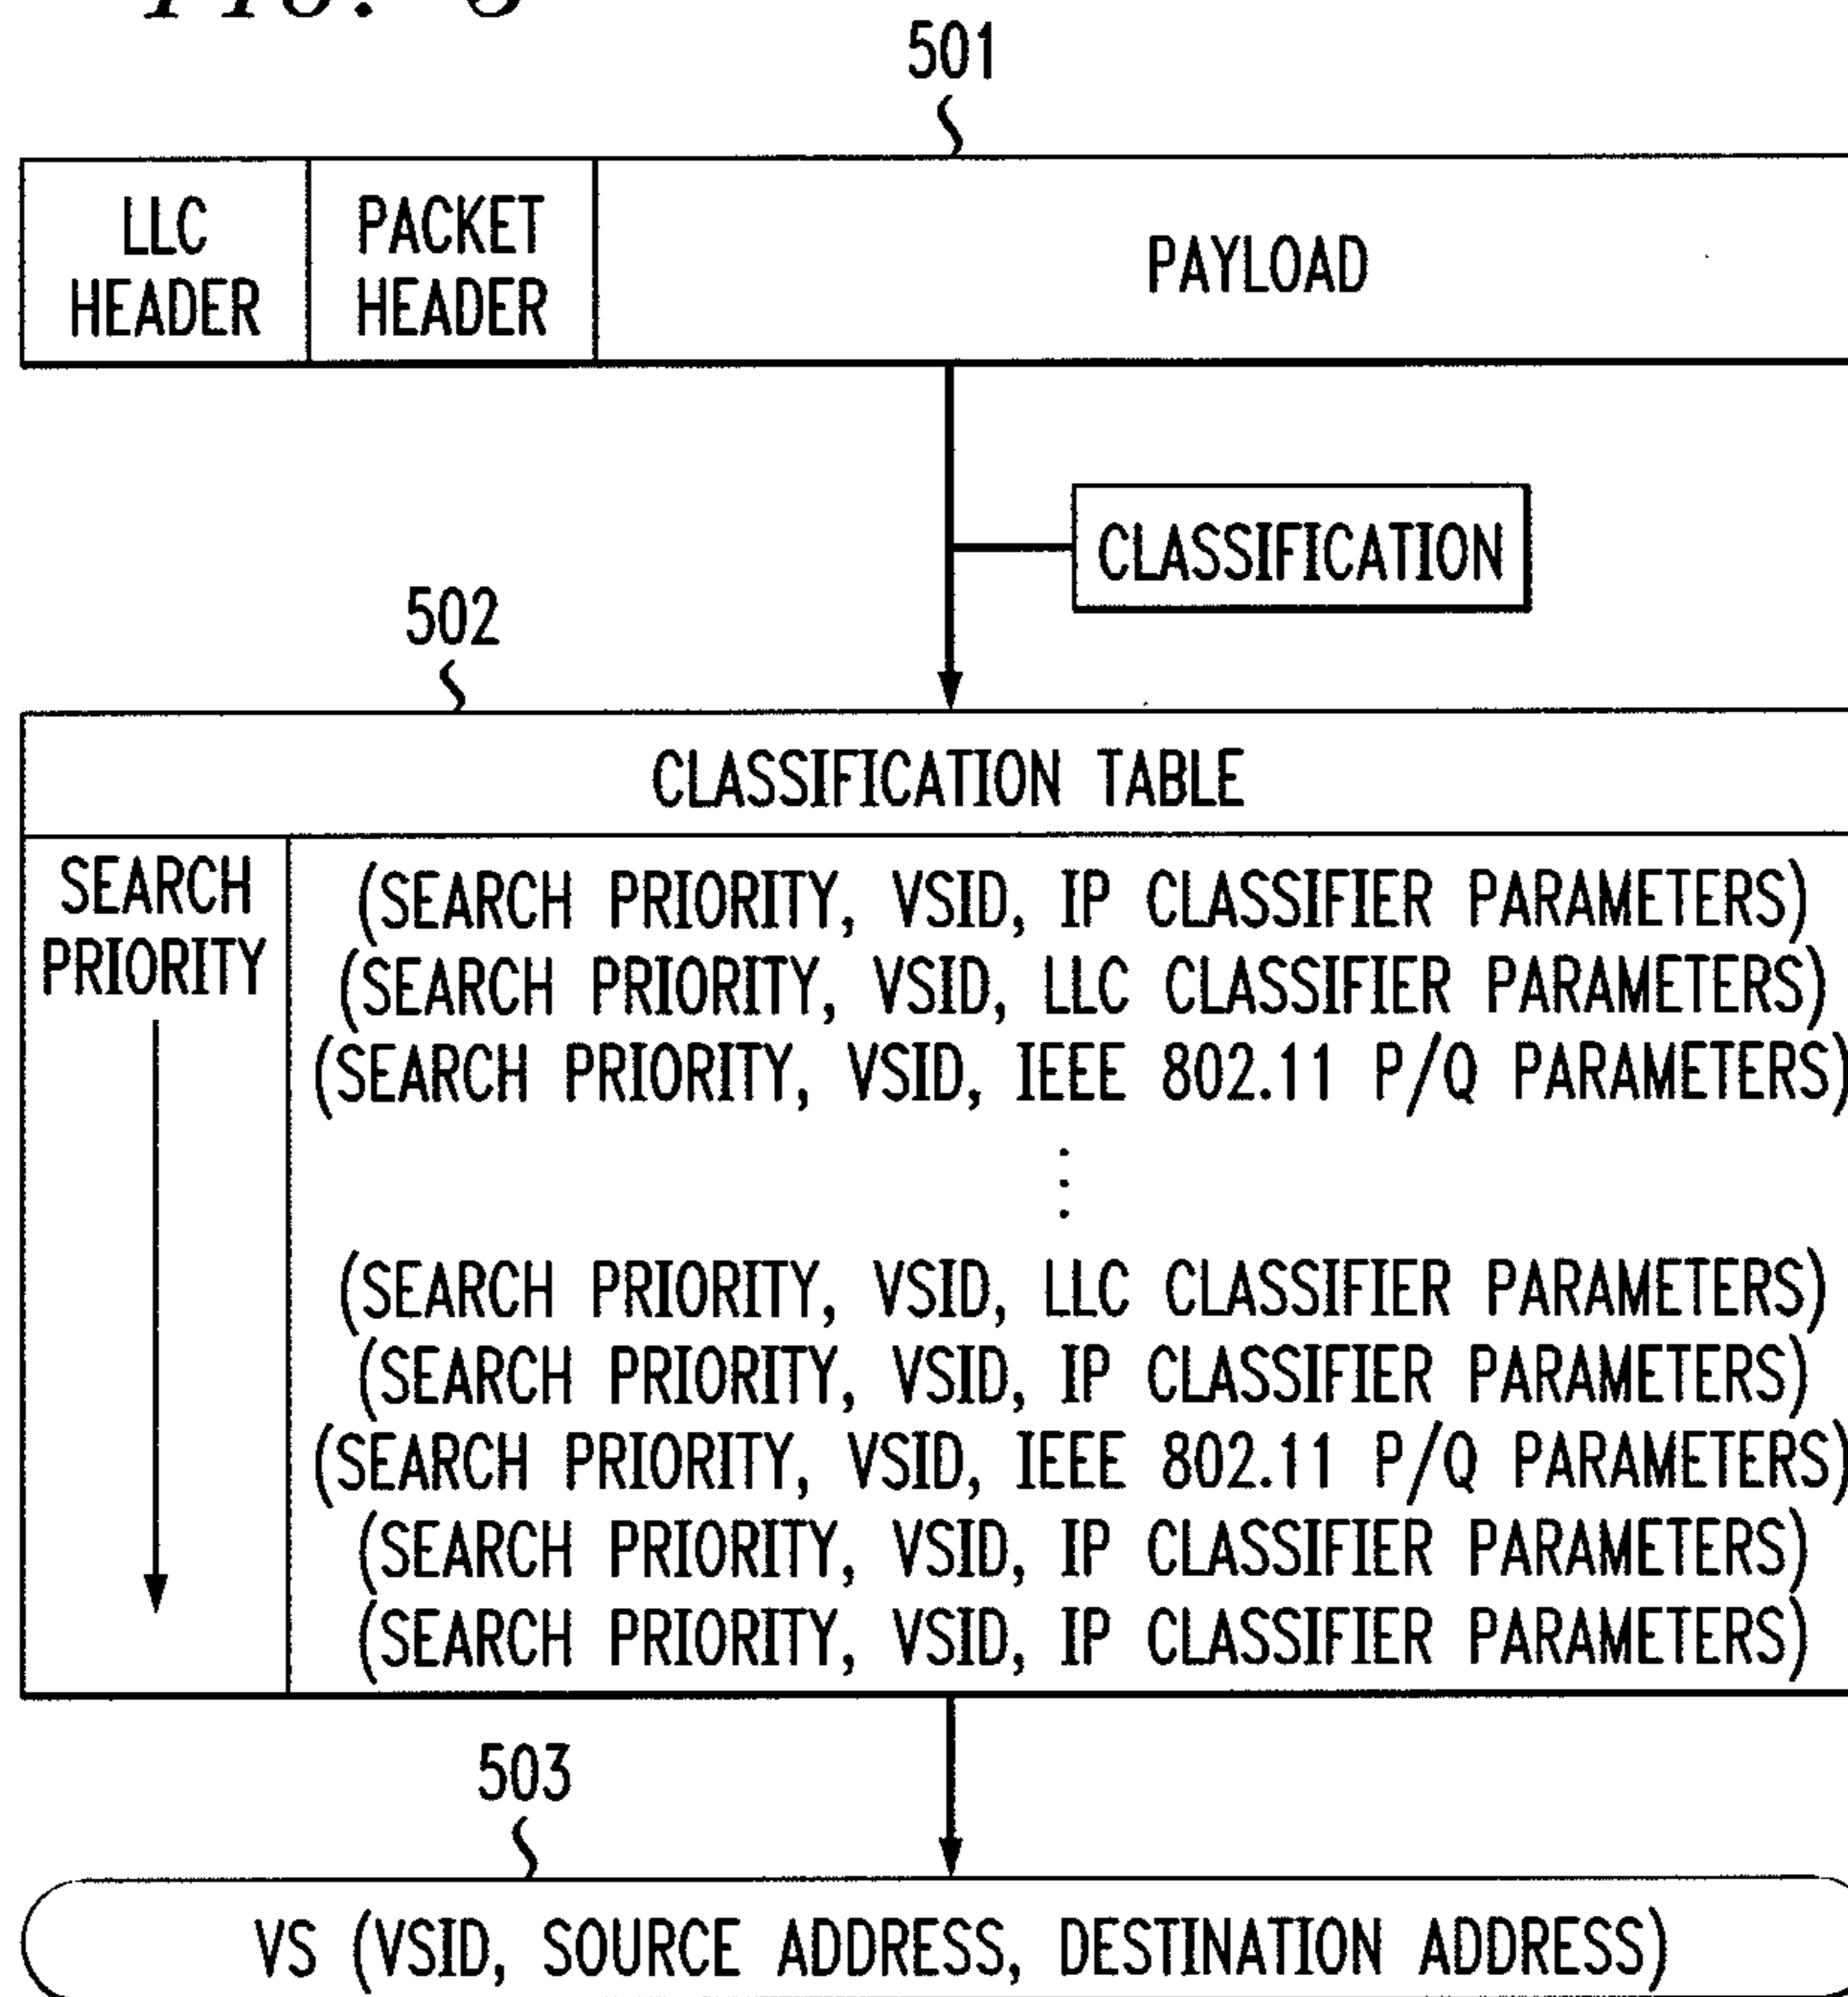 501
LLC
HEADER
PACKET
HEADER
PAYLOAD
CLASSIFICATION
502
CLASSIFICATION TABLE
SEARCH
PRIORITY
(SEARCH PRIORITY, VSID, IP CLASSIFIER PARAMETERS)
(SEARCH PRIORITY, VSID, LLC CLASSIFIER PARAMETERS)
(SEARCH PRIORITY, VSID, IEEE 802.11 P/Q PARAMETERS)
⋮
(SEARCH PRIORITY, VSID, LLC CLASSIFIER PARAMETERS)
(SEARCH PRIORITY, VSID, IP CLASSIFIER PARAMETERS)
(SEARCH PRIORITY, VSID, IEEE 802.11 P/Q PARAMETERS)
(SEARCH PRIORITY, VSID, IP CLASSIFIER PARAMETERS)
(SEARCH PRIORITY, VSID, IP CLASSIFIER PARAMETERS)
503
VS (VSID, SOURCE ADDRESS, DESTINATION ADDRESS)